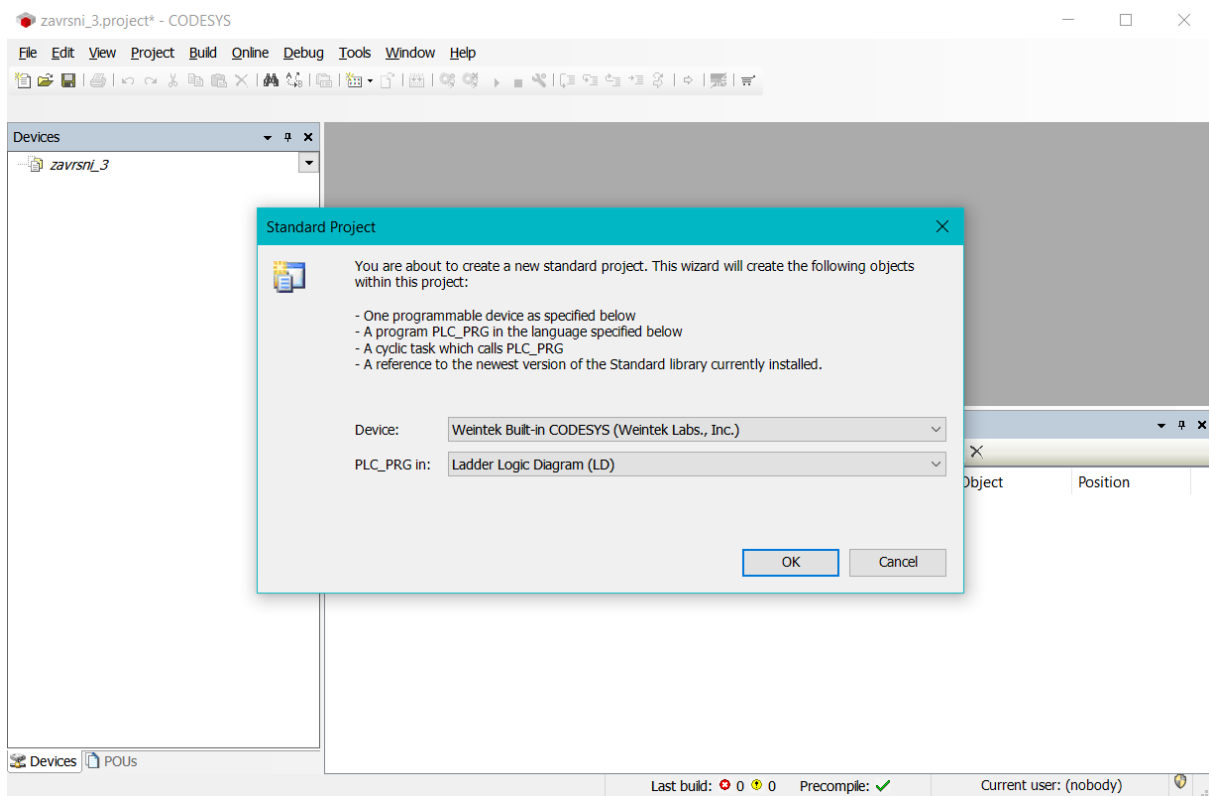 zavrsni_3.project* - CODESYS
File Edit View Project Build Online Debug Tools Window Help
Devices
zavrsni_3
Standard Project
You are about to create a new standard project. This wizard will create the following objects
within this project:
- One programmable device as specified below
- A program PLC_PRG in the language specified below
- A cyclic task which calls PLC_PRG
- A reference to the newest version of the Standard library currently installed.
Device: Weintek Built-in CODESYS (Weintek Labs., Inc.)
PLC_PRG in: Ladder Logic Diagram (LD)
Object Position
OK Cancel
Devices POUs
Last build: 0 0 Precompile: Current user: (nobody)